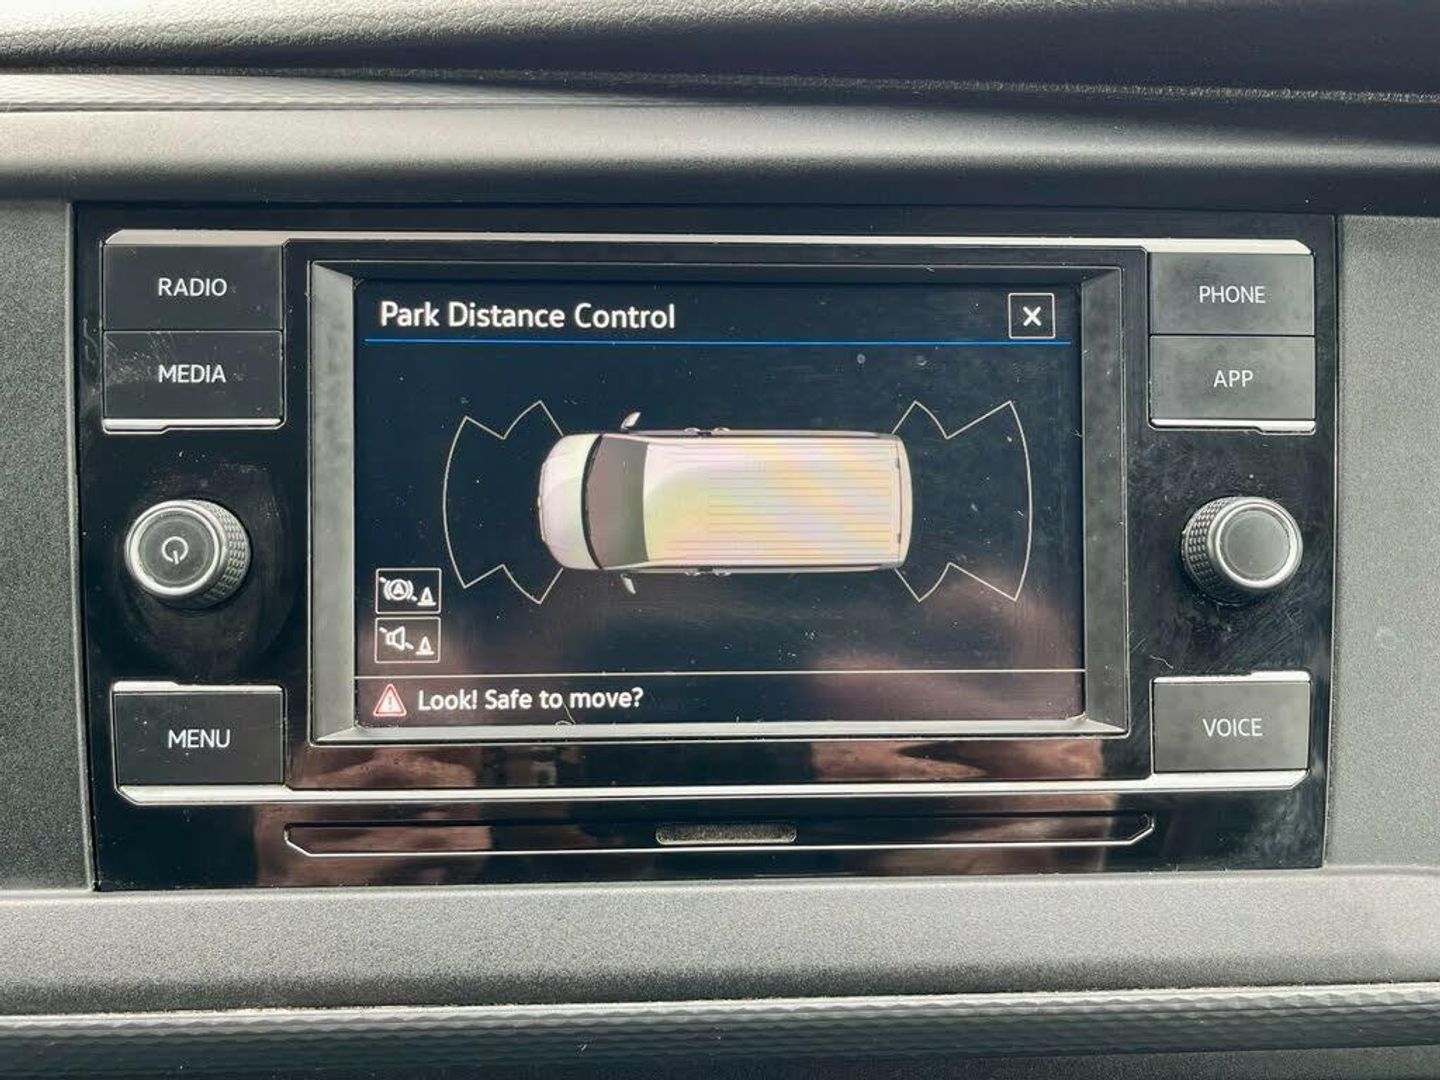 RADIO
MEDIA
MENU
Park Distance Control
Look! Safe to move?
PHONE
APP
VOICE